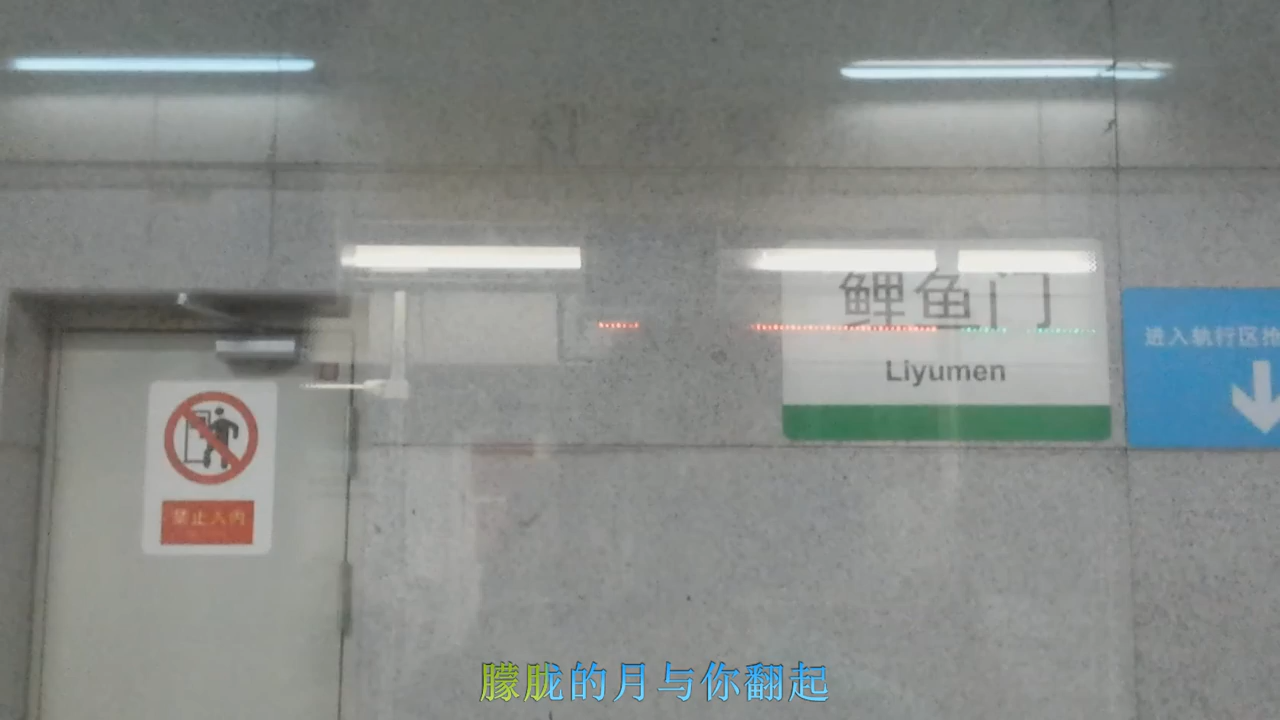 鲤鱼门
Liyumen
进入轨行区推
禁止入内
朦胧的月与你翻起